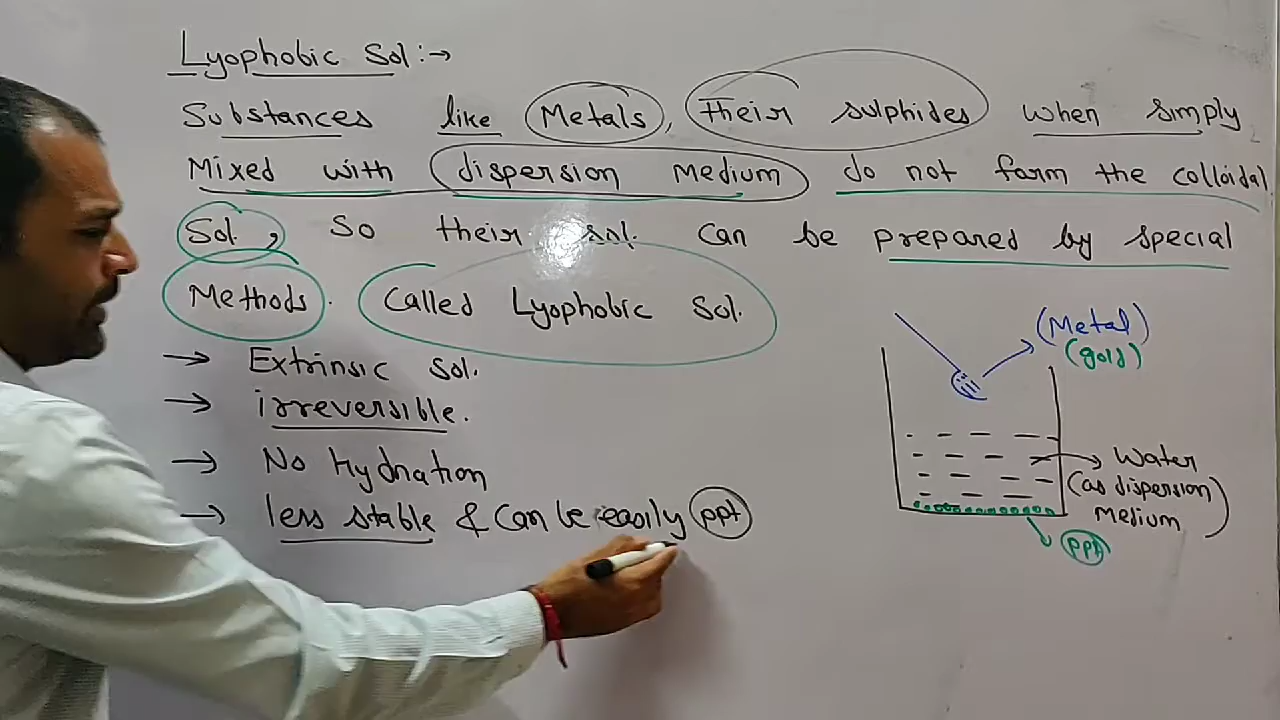 Lyophobic Sol:→
Substances like Metals, Their sulphides when simply
Mixed with dispersion Medium do not form the colloidal
Sol, So their sol. can be prepared by special
Methods. Called Lyophobic Sol.
→ Extrinsic Sol.
→ irreversible.
→ No Hydration
→ less stable & Can be easily ppt
(Metal)
(gold)
Water
(as dispersion
Medium)
ppt